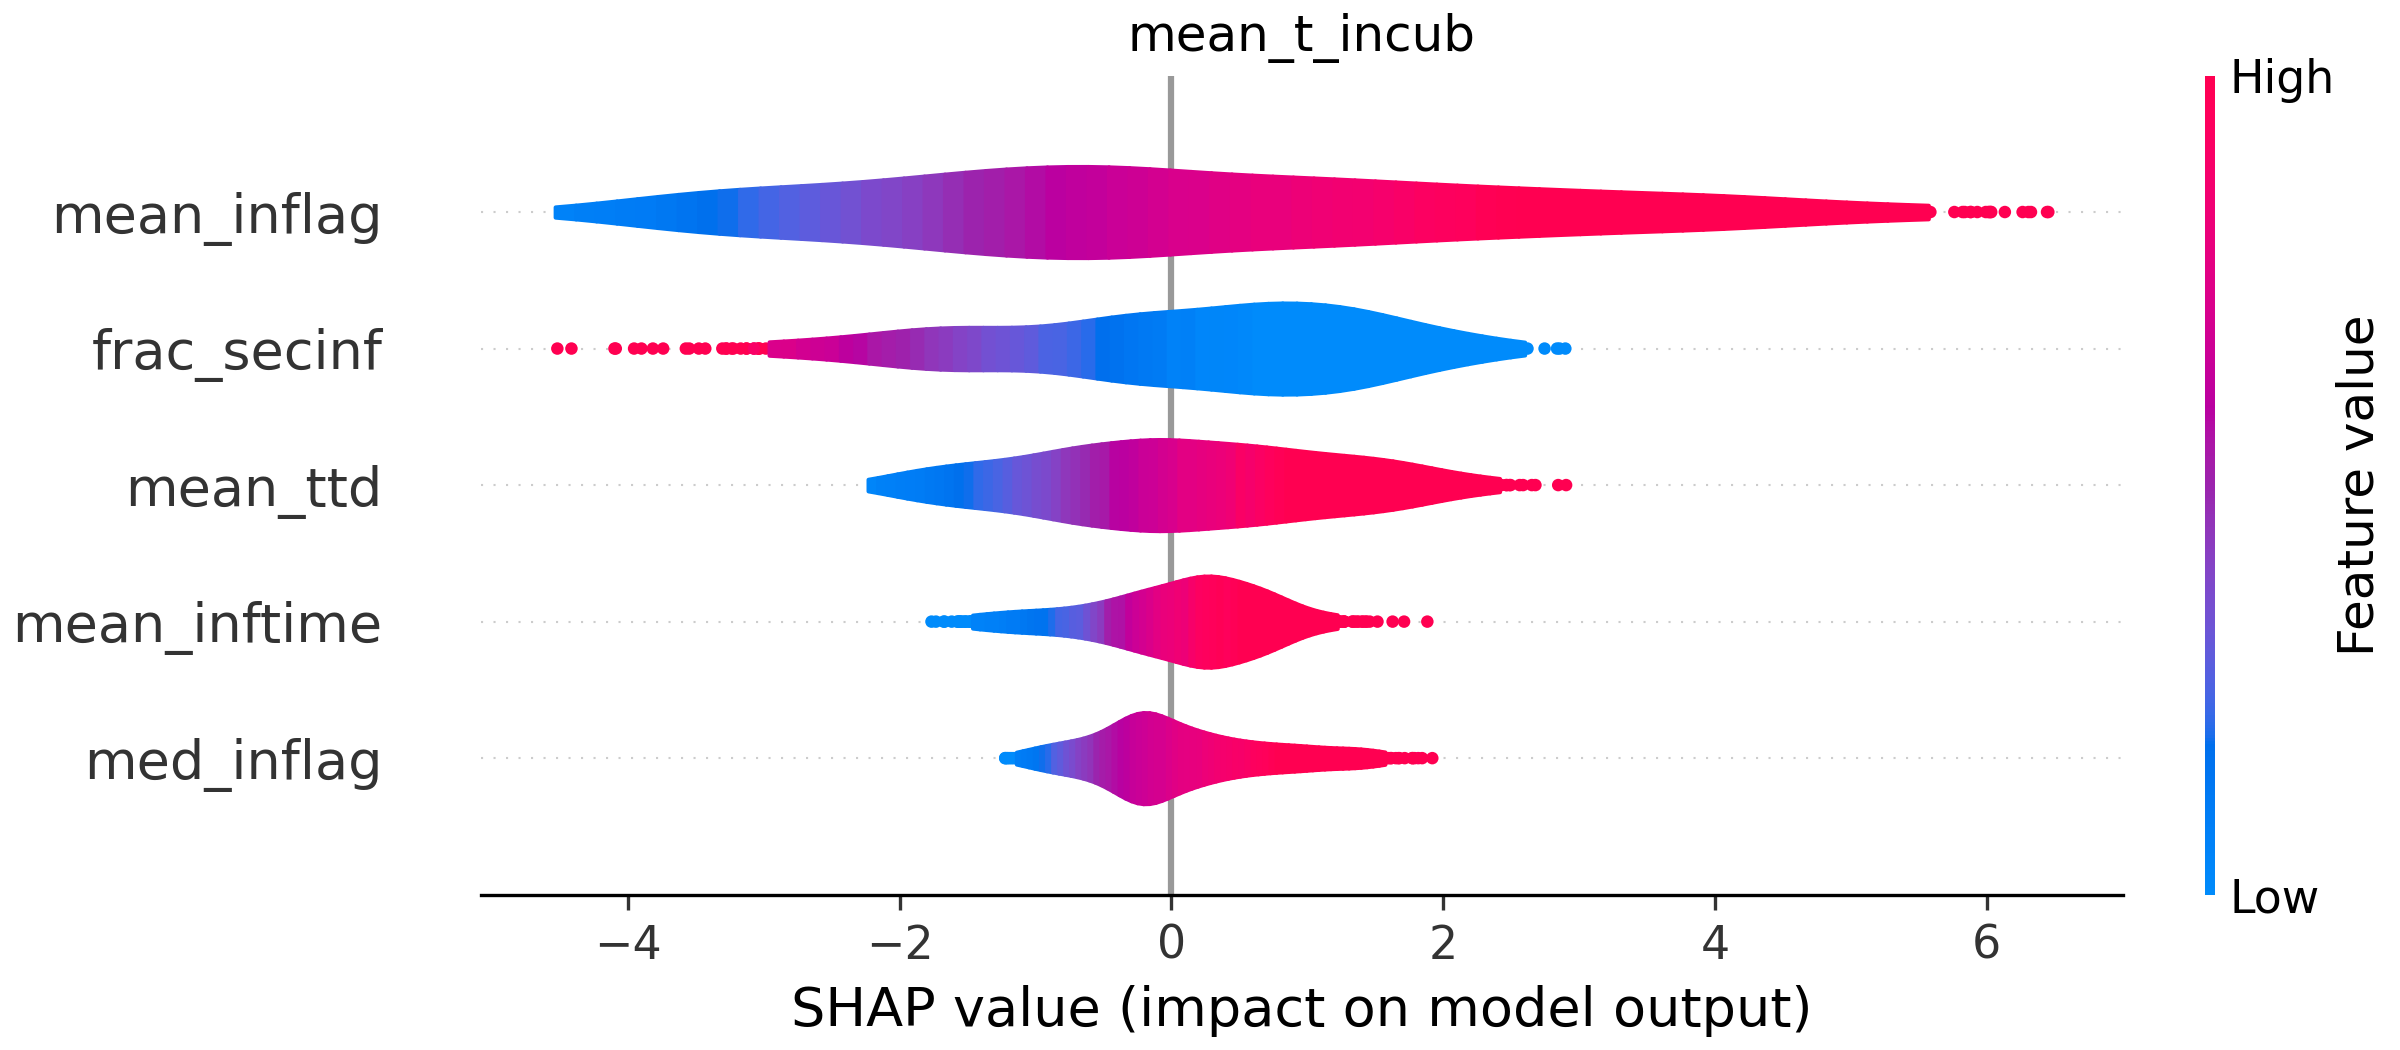 mean_t_incub
High
mean_inflag
frac_secinf
mean_ttd
mean_inftime
med_inflag
Feature value
Low
−4 −2 0 2 4 6
SHAP value (impact on model output)